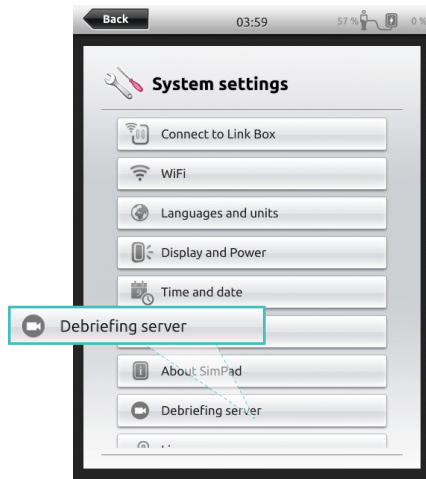 Back 03:59 57 % 0 %
System settings
Connect to Link Box
WiFi
Languages and units
Display and Power
Time and date
Debriefing server
About SimPad
Debriefing server